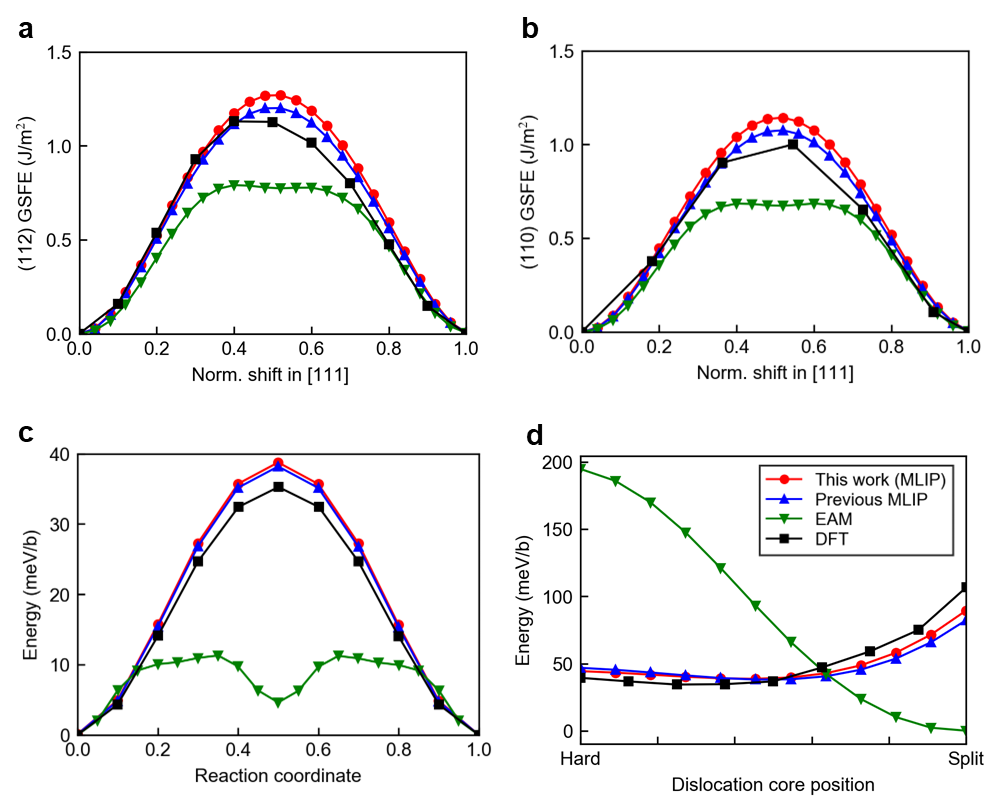 a
1.5
1.0
0.5
0.0
(112) GSFE (J/m²)
0.0 0.2 0.4 0.6 0.8 1.0
Norm. shift in [111]
b
1.5
1.0
0.5
0.0
(110) GSFE (J/m²)
0.0 0.2 0.4 0.6 0.8 1.0
Norm. shift in [111]
c
40
30
20
10
0
Energy (meV/b)
0.0 0.2 0.4 0.6 0.8 1.0
Reaction coordinate
d
200
150
100
50
0
Energy (meV/b)
This work (MLIP)
Previous MLIP
EAM
DFT
Hard Split
Dislocation core position